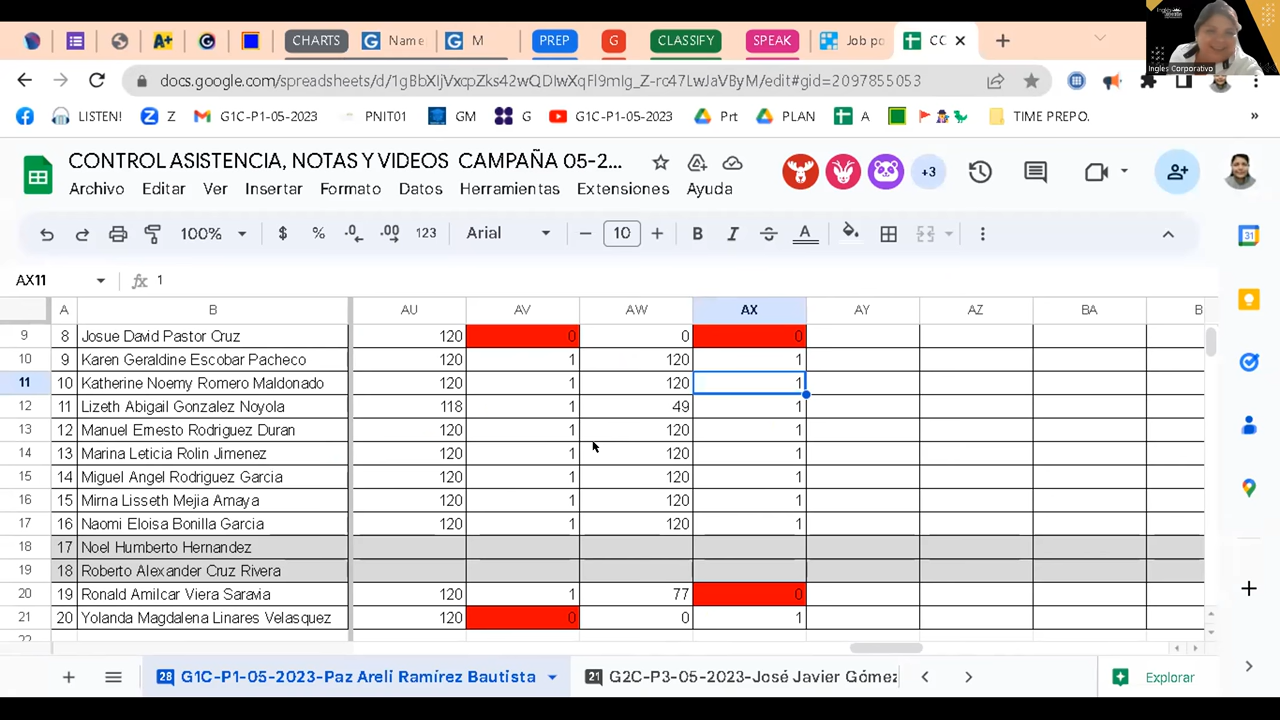 CHARTS Name M PREP G CLASSIFY SPEAK Job po CC
Inglés Corporativo
LISTEN! Z G1C-P1-05-2023 PNIT01 GM G G1C-P1-05-2023 Prt PLAN A TIME PREPO. »
CONTROL ASISTENCIA, NOTAS Y VIDEOS CAMPAÑA 05-2...
Archivo Editar Ver Insertar Formato Datos Herramientas Extensiones Ayuda
+3
100% $ % .0 .00 123 Arial 10 B I A
31
AX11 fx 1
A B AU AV AW AX AY AZ BA B
9 8 Josue David Pastor Cruz 120 0 0 0
10 9 Karen Geraldine Escobar Pacheco 120 1 120 1
11 10 Katherine Noemy Romero Maldonado 120 1 120 1
12 11 Lizeth Abigail Gonzalez Noyola 118 1 49 1
13 12 Manuel Ernesto Rodriguez Duran 120 1 120 1
14 13 Marina Leticia Rolin Jimenez 120 1 120 1
15 14 Miguel Angel Rodriguez Garcia 120 1 120 1
16 15 Mirna Lisseth Mejia Amaya 120 1 120 1
17 16 Naomi Eloisa Bonilla Garcia 120 1 120 1
18 17 Noel Humberto Hernandez
19 18 Roberto Alexander Cruz Rivera
20 19 Ronald Amilcar Viera Saravia 120 1 77 0
21 20 Yolanda Magdalena Linares Velasquez 120 0 0 1
22
28 G1C-P1-05-2023-Paz Areli Ramírez Bautista 21 G2C-P3-05-2023-José Javier Gómez Explorar